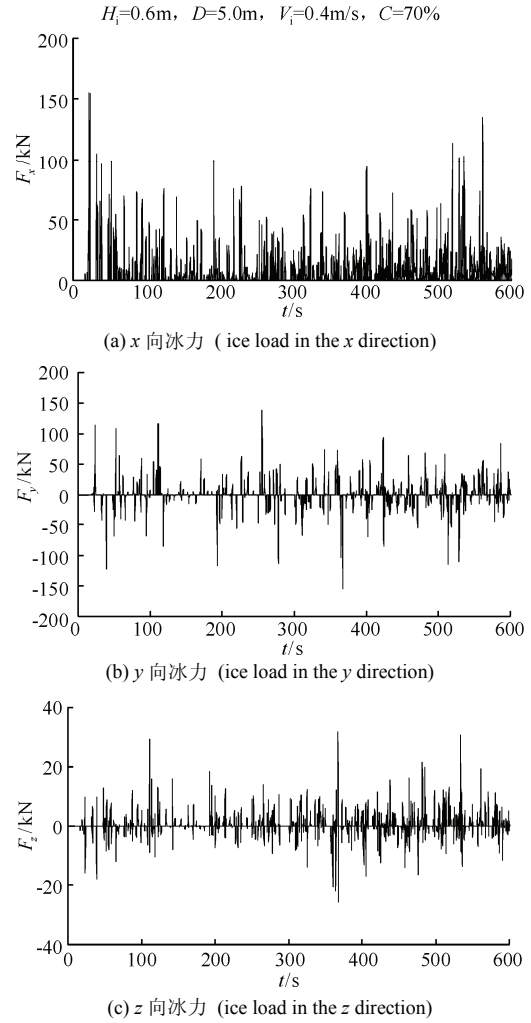 Hi=0.6m，D=5.0m，Vi=0.4m/s，C=70%
200
150
100
50
0
Fx/kN
0 100 200 300 400 500 600
t/s
(a) x 向冰力 ( ice load in the x direction)
200
150
100
50
0
-50
-100
-150
-200
Fy/kN
0 100 200 300 400 500 600
t/s
(b) y 向冰力 (ice load in the y direction)
40
20
0
-20
-40
Fz/kN
0 100 200 300 400 500 600
t/s
(c) z 向冰力 (ice load in the z direction)